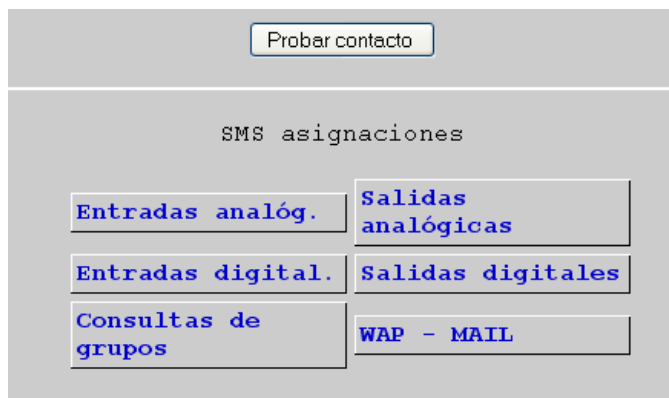 Probar contacto
SMS asignaciones
Entradas analóg.
Salidas
analógicas
Entradas digital.
Salidas digitales
Consultas de
grupos
WAP - MAIL